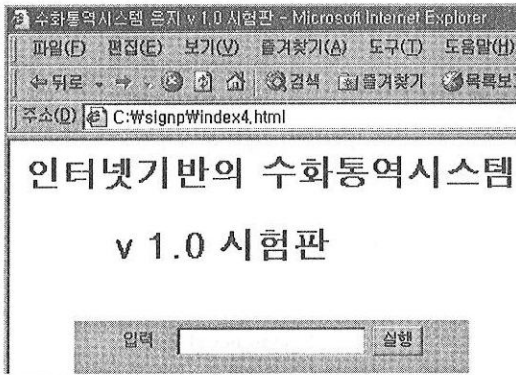 수화통역시스템 은지 v 1.0 시험판 - Microsoft Internet Explorer
파일(F) 편집(E) 보기(V) 즐겨찾기(A) 도구(T) 도움말(H)
뒤로 검색 즐겨찾기 목록보
주소(D) C:₩signp₩index4.html
인터넷기반의 수화통역시스템
v 1.0 시험판
입력 실행